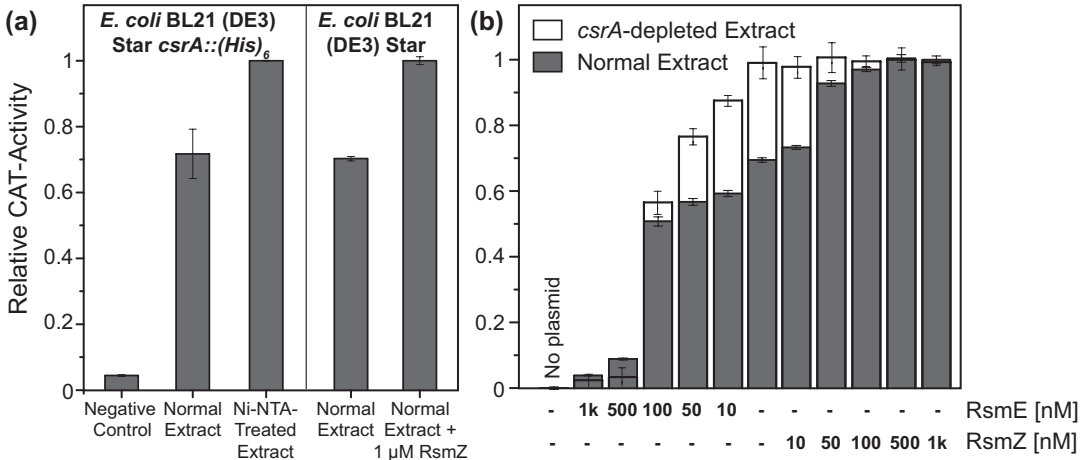 (a)
E. coli BL21 (DE3)
Star csrA::(His)6
E. coli BL21
(DE3) Star
Relative CAT-Activity
1
0.8
0.6
0.4
0.2
0
Negative
Control
Normal
Extract
Ni-NTA-
Treated
Extract
Normal
Extract
Normal
Extract +
1 µM RsmZ
(b)
csrA-depleted Extract
Normal Extract
1
0.8
0.6
0.4
0.2
0
No plasmid
- 1k 500 100 50 10 - - - - - - RsmE [nM]
- - - - - - - 10 50 100 500 1k RsmZ [nM]